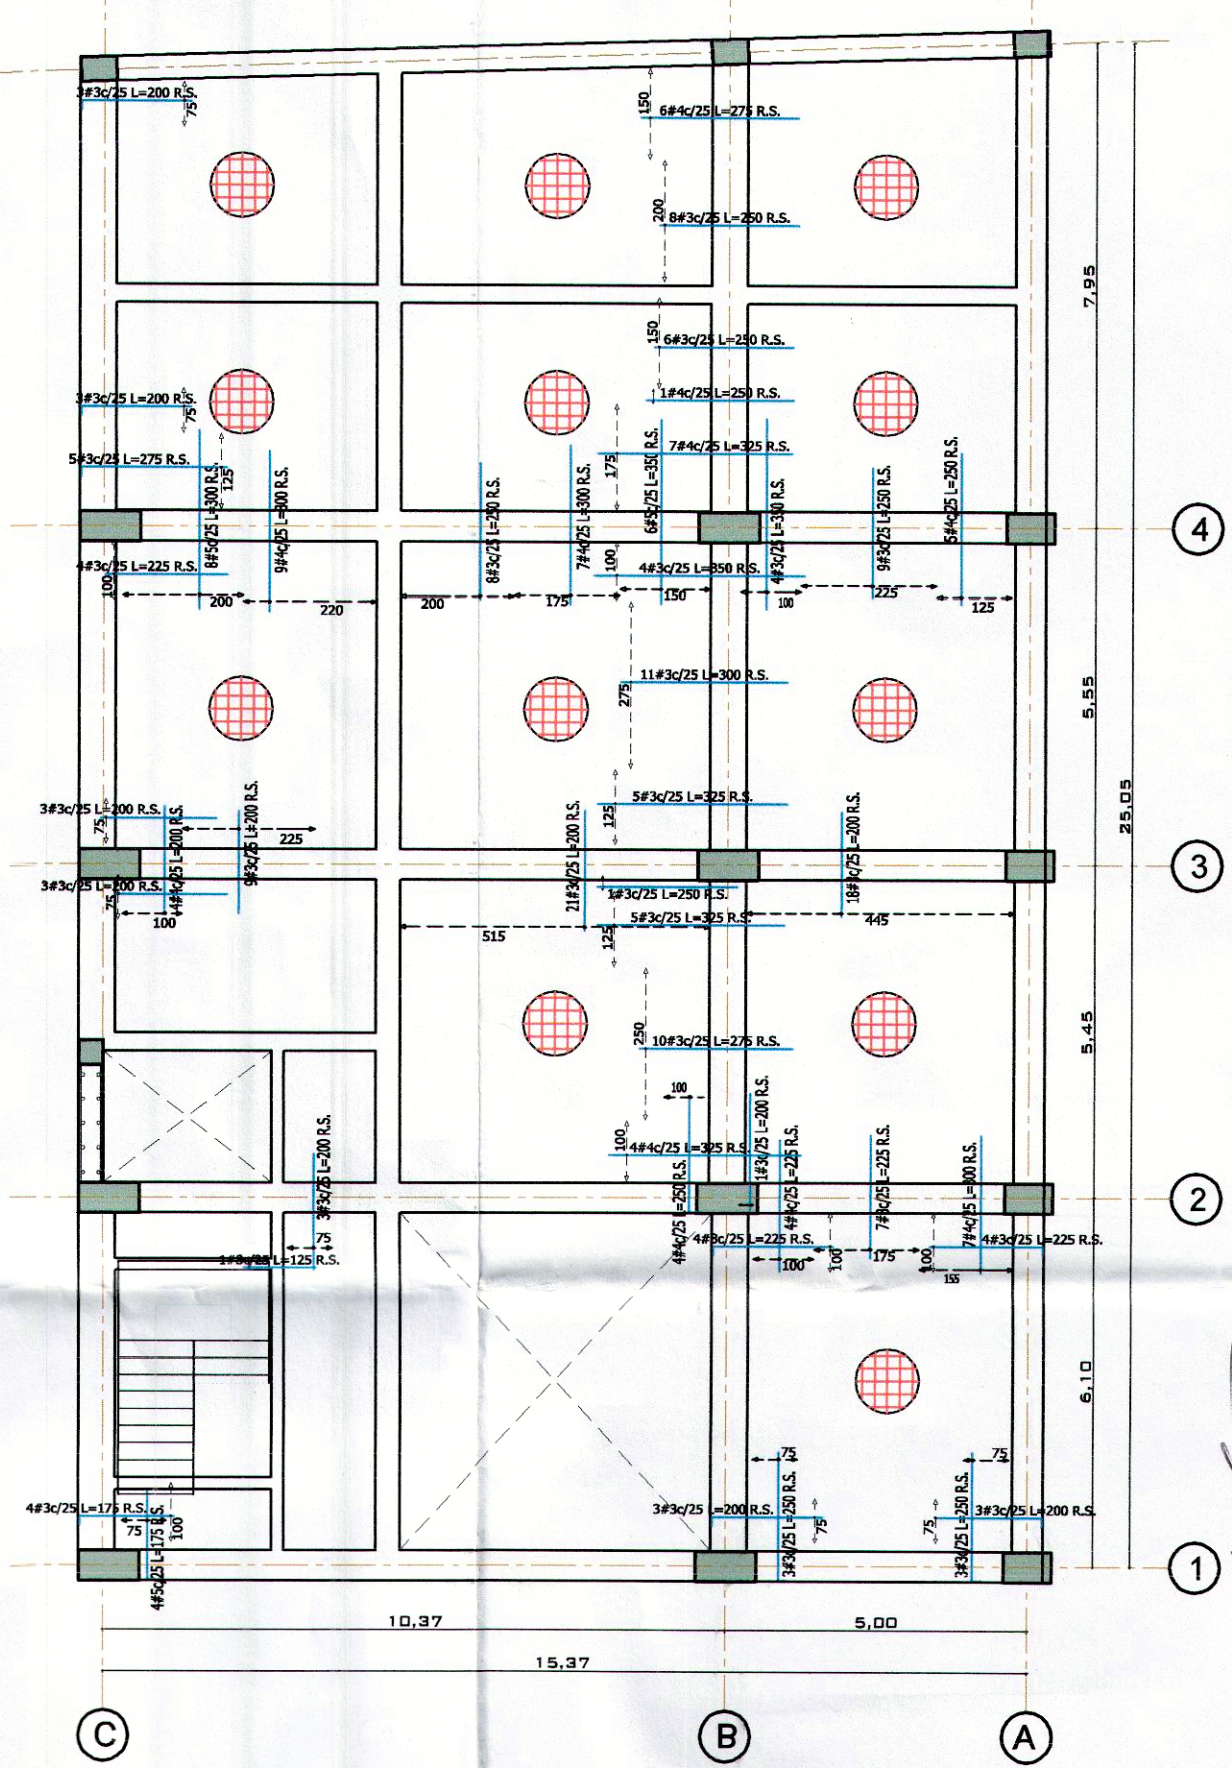 3#3c/25 L=200 R.S.
75
150
6#4c/25 L=275 R.S.
200
8#3c/25 L=250 R.S.
7,95
150
6#3c/25 L=250 R.S.
3#3c/25 L=200 R.S.
75
1#4c/25 L=250 R.S.
5#3c/25 L=275 R.S.
125
8#5c/25 L=300 R.S.
9#4c/25 L=300 R.S.
8#3c/25 L=250 R.S.
7#4c/25 L=300 R.S.
175
6#5c/25 L=350 R.S.
7#4c/25 L=325 R.S.
4#3c/25 L=350 R.S.
9#3c/25 L=250 R.S.
5#4c/25 L=250 R.S.
4
4#3c/25 L=225 R.S.
100
100
4#3c/25 L=350 R.S.
200
220
200
175
150
100
225
125
275
11#3c/25 L=300 R.S.
5,55
3#3c/25 L=200 R.S.
75
4#4c/25 L=200 R.S.
225
9#3c/25 L=200 R.S.
5#3c/25 L=325 R.S.
125
21#3c/25 L=200 R.S.
18#3c/25 L=200 R.S.
25,05
3
3#3c/25 L=200 R.S.
75
100
1#3c/25 L=250 R.S.
5#3c/25 L=325 R.S.
125
515
445
250
10#3c/25 L=275 R.S.
5,45
100
1#3c/25 L=200 R.S.
100
4#4c/25 L=325 R.S.
3#3c/25 L=200 R.S.
4#4c/25 L=250 R.S.
4#4c/25 L=225 R.S.
7#3c/25 L=225 R.S.
7#4c/25 L=300 R.S.
2
75
1#3c/25 L=125 R.S.
4#3c/25 L=225 R.S.
4#3c/25 L=225 R.S.
100
100
175
100
155
6,10
75
75
4#3c/25 L=175 R.S.
75
100
4#5c/25 L=175 R.S.
3#3c/25 L=200 R.S.
75
3#3c/25 L=250 R.S.
75
3#3c/25 L=200 R.S.
3#3c/25 L=250 R.S.
1
10,37
5,00
15,37
C
B
A